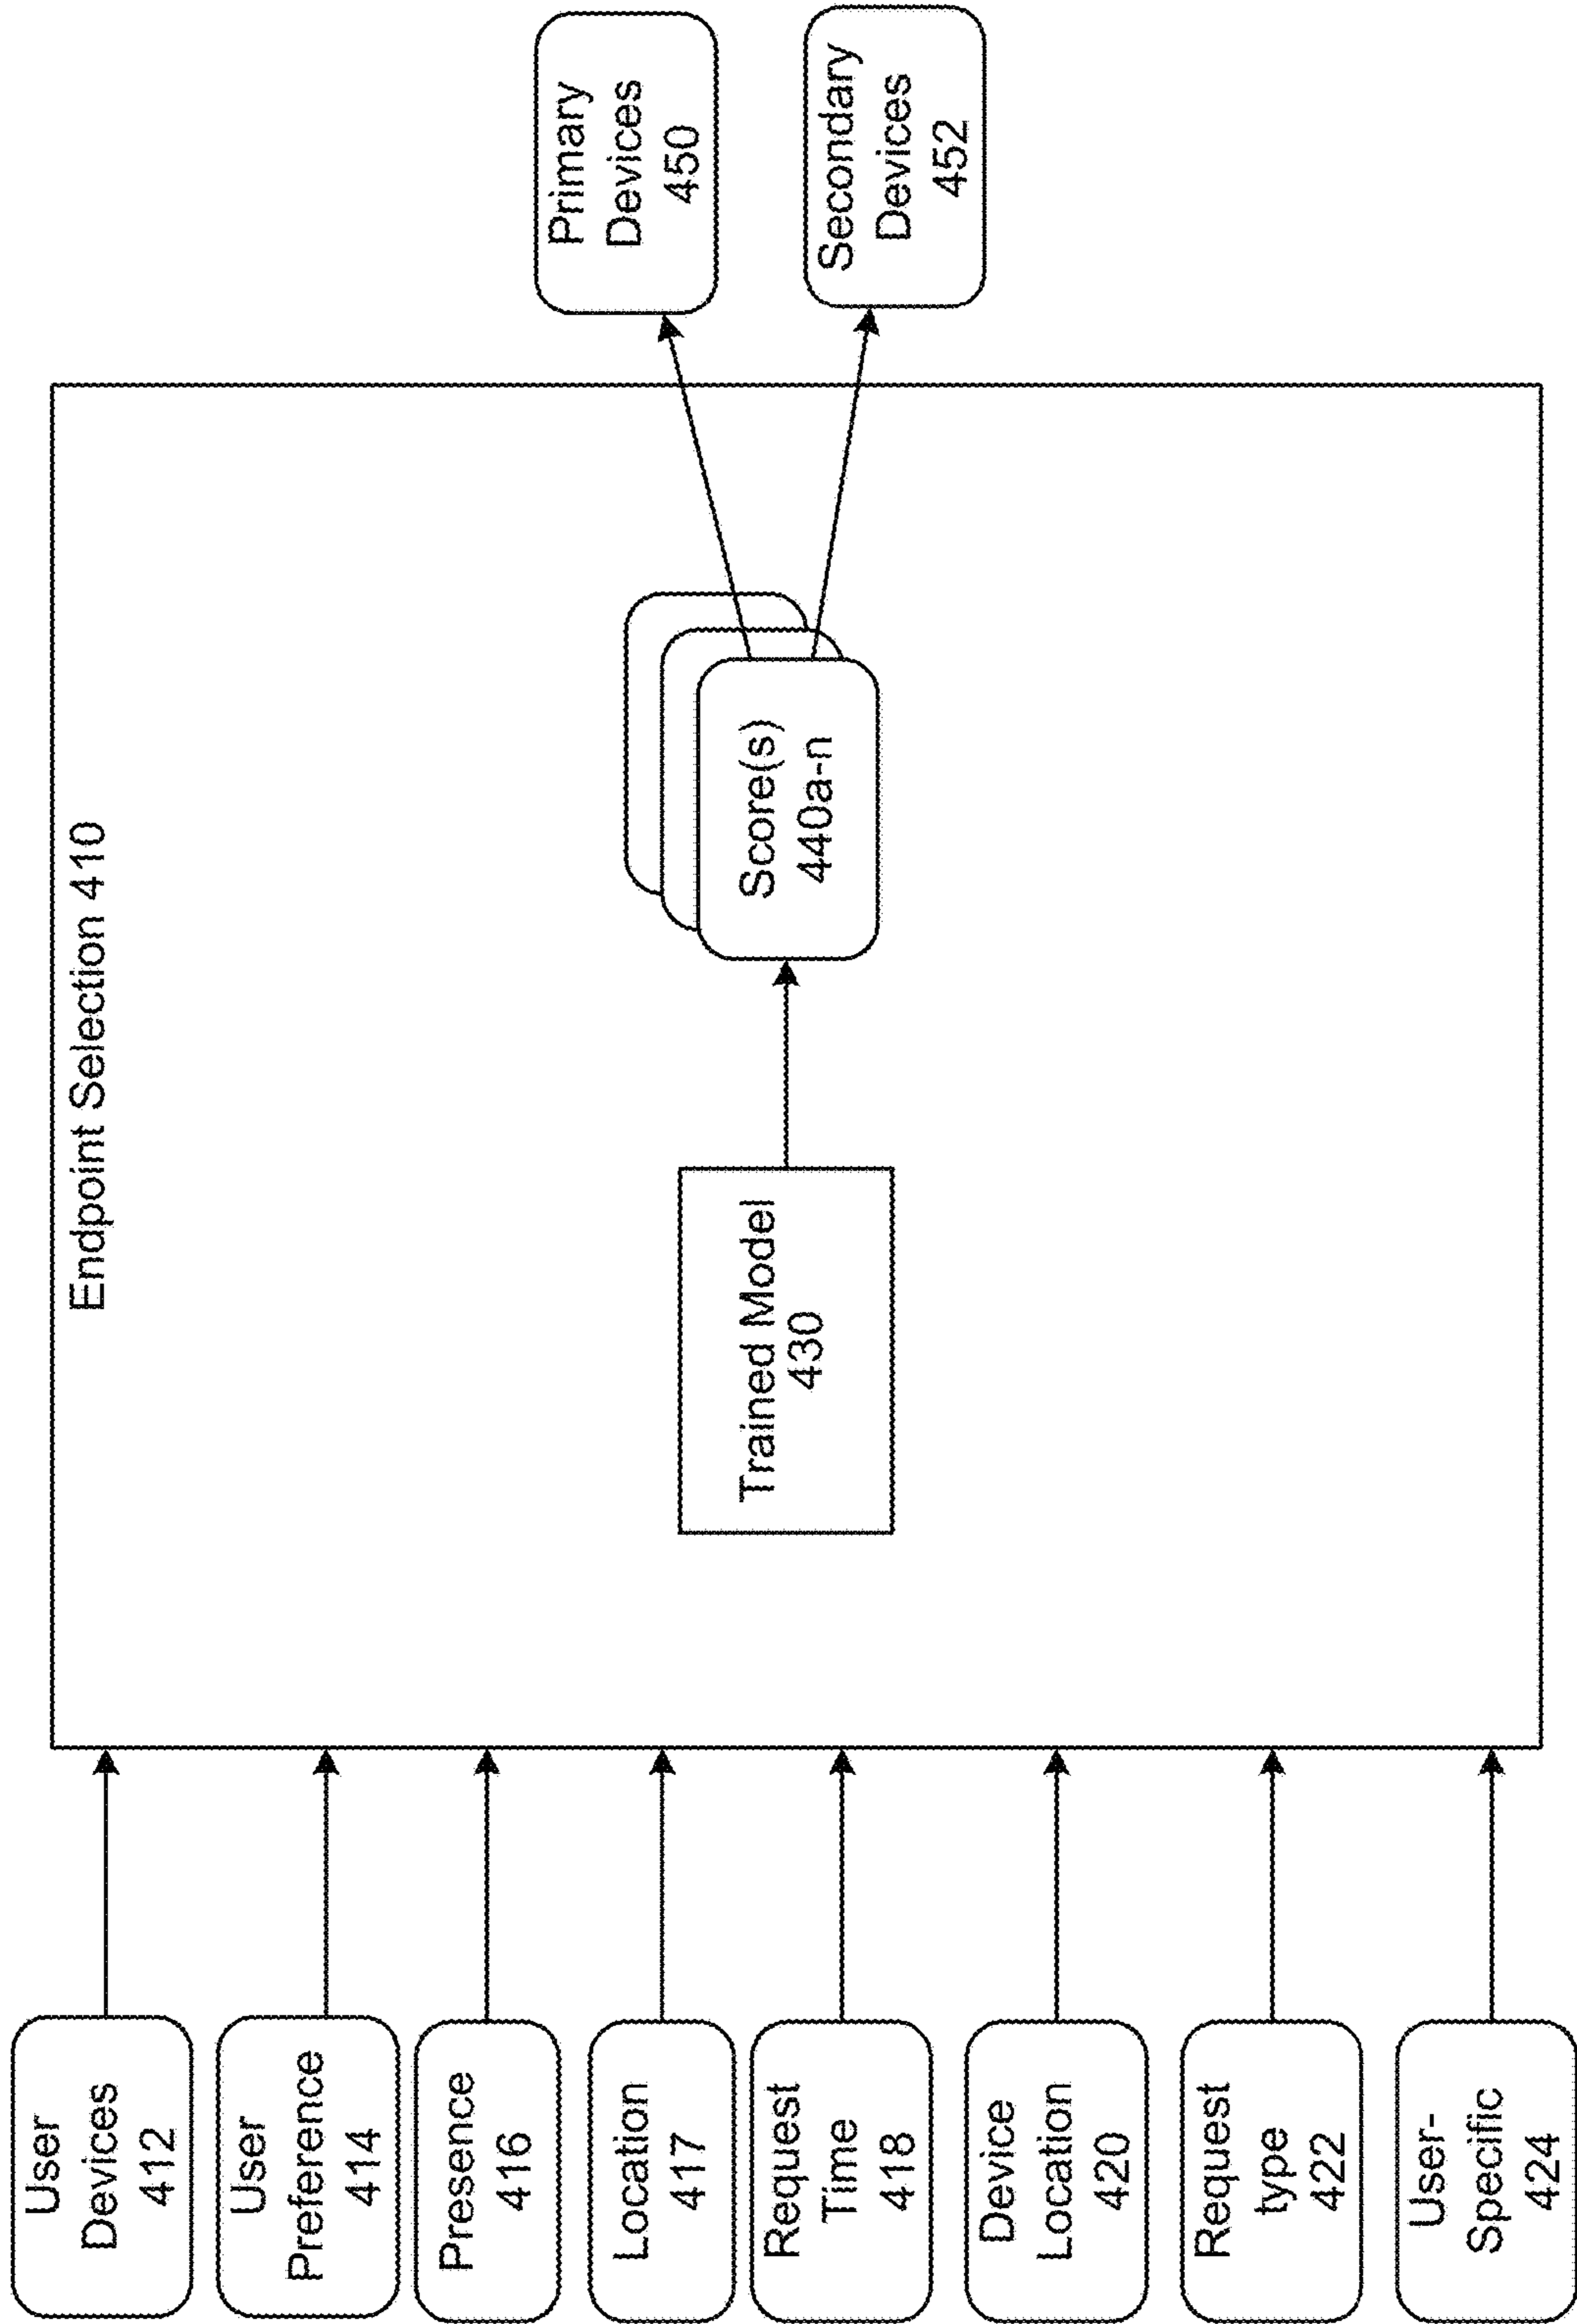 Endpoint Selection 410
User
Devices
412
User
Preference
414
Presence
416
Location
417
Request
Time
418
Device
Location
420
Request
type
422
User-
Specific
424
Trained Model
430
Score(s)
440a-n
Primary
Devices
450
Secondary
Devices
452